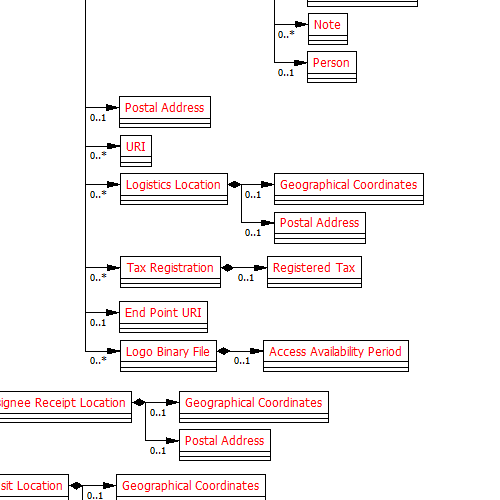 Note
0..*
Person
0..1
Postal Address
0..1
URI
0..*
Logistics Location
Geographical Coordinates
0..*
0..1
Postal Address
0..1
Tax Registration
Registered Tax
0..*
0..1
End Point URI
0..1
Logo Binary File
Access Availability Period
0..*
0..1
Receipt Location
Geographical Coordinates
0..1
Postal Address
0..1
Location
Geographical Coordinates
0..1